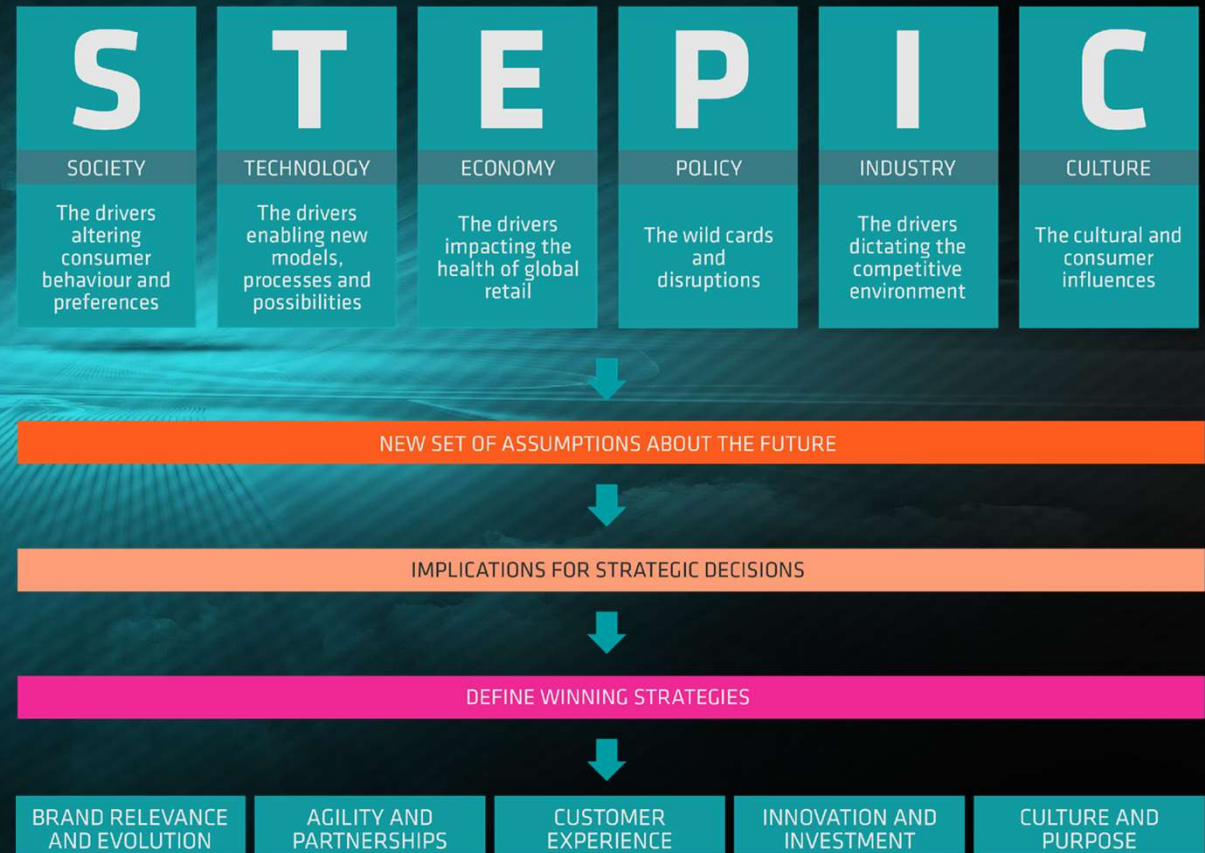 S
T
E
P
I
C
SOCIETY
TECHNOLOGY
ECONOMY
POLICY
INDUSTRY
CULTURE
The drivers
altering
consumer
behaviour and
preferences
The drivers
enabling new
models,
processes and
possibilities
The drivers
impacting the
health of global
retail
The wild cards
and
disruptions
The drivers
dictating the
competitive
environment
The cultural and
consumer
influences
NEW SET OF ASSUMPTIONS ABOUT THE FUTURE
IMPLICATIONS FOR STRATEGIC DECISIONS
DEFINE WINNING STRATEGIES
BRAND RELEVANCE
AND EVOLUTION
AGILITY AND
PARTNERSHIPS
CUSTOMER
EXPERIENCE
INNOVATION AND
INVESTMENT
CULTURE AND
PURPOSE